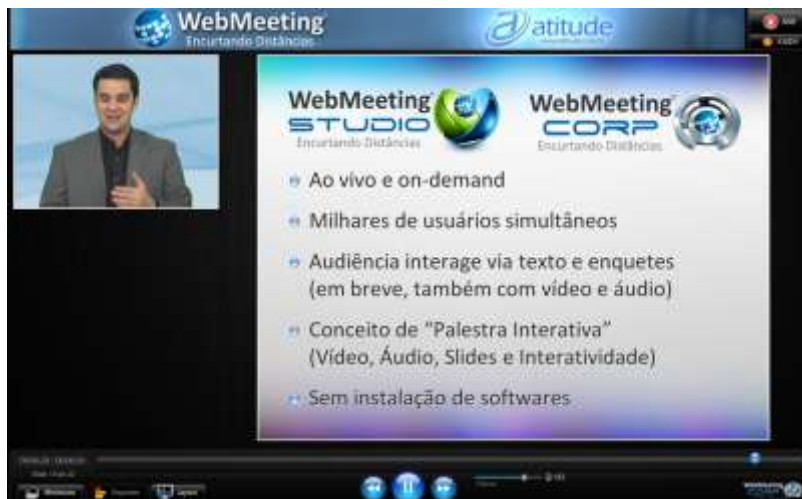 WebMeeting
Encurtando Distâncias
atitude
WebMeeting
STUDIO
Encurtando Distâncias
WebMeeting
CORP
Encurtando Distâncias
Ao vivo e on-demand
Milhares de usuários simultâneos
Audiência interage via texto e enquetes
(em breve, também com vídeo e áudio)
Conceito de “Palestra Interativa”
(Vídeo, Áudio, Slides e Interatividade)
Sem instalação de softwares
WebMeeting
CORP